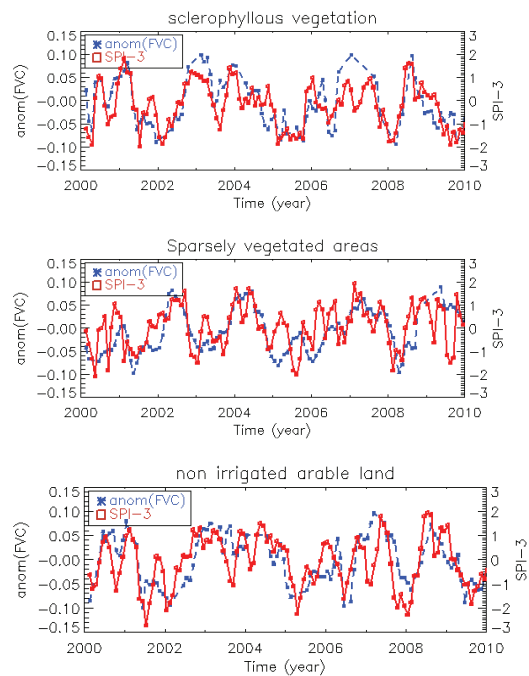 sclerophyllous vegetation
0.15
0.10
0.05
−0.00
−0.05
−0.10
−0.15
anom(FVC)
anom(FVC)
SPI−3
3
2
1
0
−1
−2
−3
SPI−3
2000 2002 2004 2006 2008 2010
Time (year)
Sparsely vegetated areas
0.15
0.10
0.05
−0.00
−0.05
−0.10
−0.15
anom(FVC)
anom(FVC)
SPI−3
3
2
1
0
−1
−2
−3
SPI−3
2000 2002 2004 2006 2008 2010
Time (year)
non irrigated arable land
0.15
0.10
0.05
−0.00
−0.05
−0.10
−0.15
anom(FVC)
anom(FVC)
SPI−3
3
2
1
0
−1
−2
−3
SPI−3
2000 2002 2004 2006 2008 2010
Time (year)